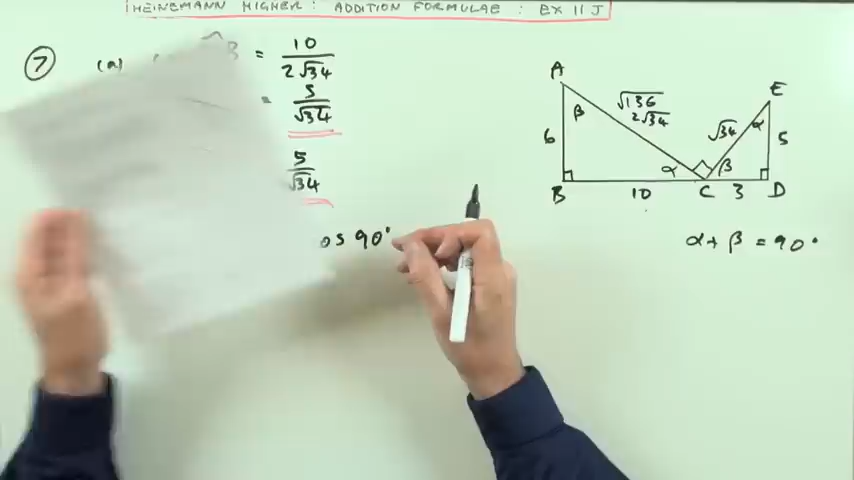 HEINEMANN HIGHER : ADDITION FORMULAE : EX 11 J
7 (a) = 10 / 2√34
= 5 / √34
5 / √34
os 90°
A
E
β
√136
2√34
√34
α
6
5
α
β
B
10
C
3
D
α + β = 90°